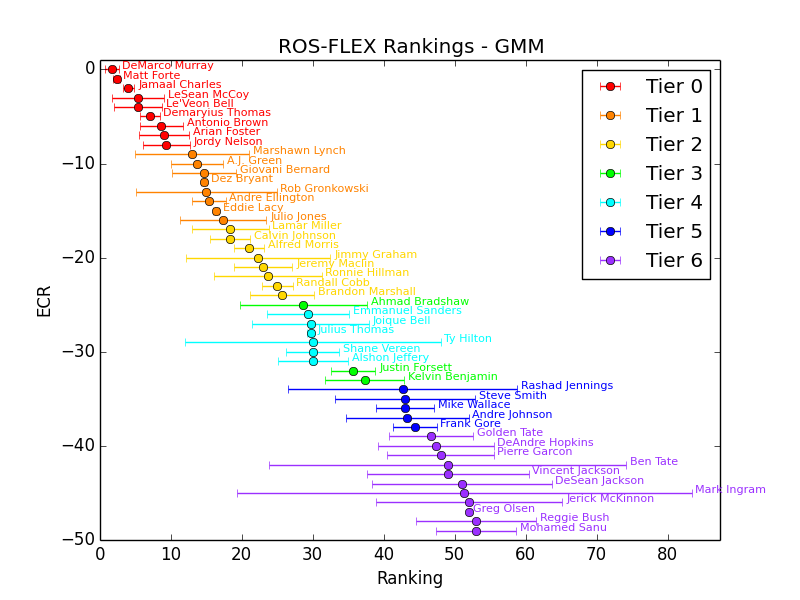 ROS-FLEX Rankings - GMM
0
−10
−20
−30
−40
−50
ECR
DeMarco Murray
Matt Forte
Jamaal Charles
LeSean McCoy
Le'Veon Bell
Demaryius Thomas
Antonio Brown
Arian Foster
Jordy Nelson
Marshawn Lynch
A.J. Green
Giovani Bernard
Dez Bryant
Rob Gronkowski
Andre Ellington
Eddie Lacy
Julio Jones
Lamar Miller
Calvin Johnson
Alfred Morris
Jimmy Graham
Jeremy Maclin
Ronnie Hillman
Randall Cobb
Brandon Marshall
Ahmad Bradshaw
Emmanuel Sanders
Joique Bell
Julius Thomas
Ty Hilton
Shane Vereen
Alshon Jeffery
Justin Forsett
Kelvin Benjamin
Rashad Jennings
Steve Smith
Mike Wallace
Andre Johnson
Frank Gore
Golden Tate
DeAndre Hopkins
Pierre Garcon
Ben Tate
Vincent Jackson
DeSean Jackson
Mark Ingram
Jerick McKinnon
Greg Olsen
Reggie Bush
Mohamed Sanu
Tier 0
Tier 1
Tier 2
Tier 3
Tier 4
Tier 5
Tier 6
0 10 20 30 40 50 60 70 80
Ranking